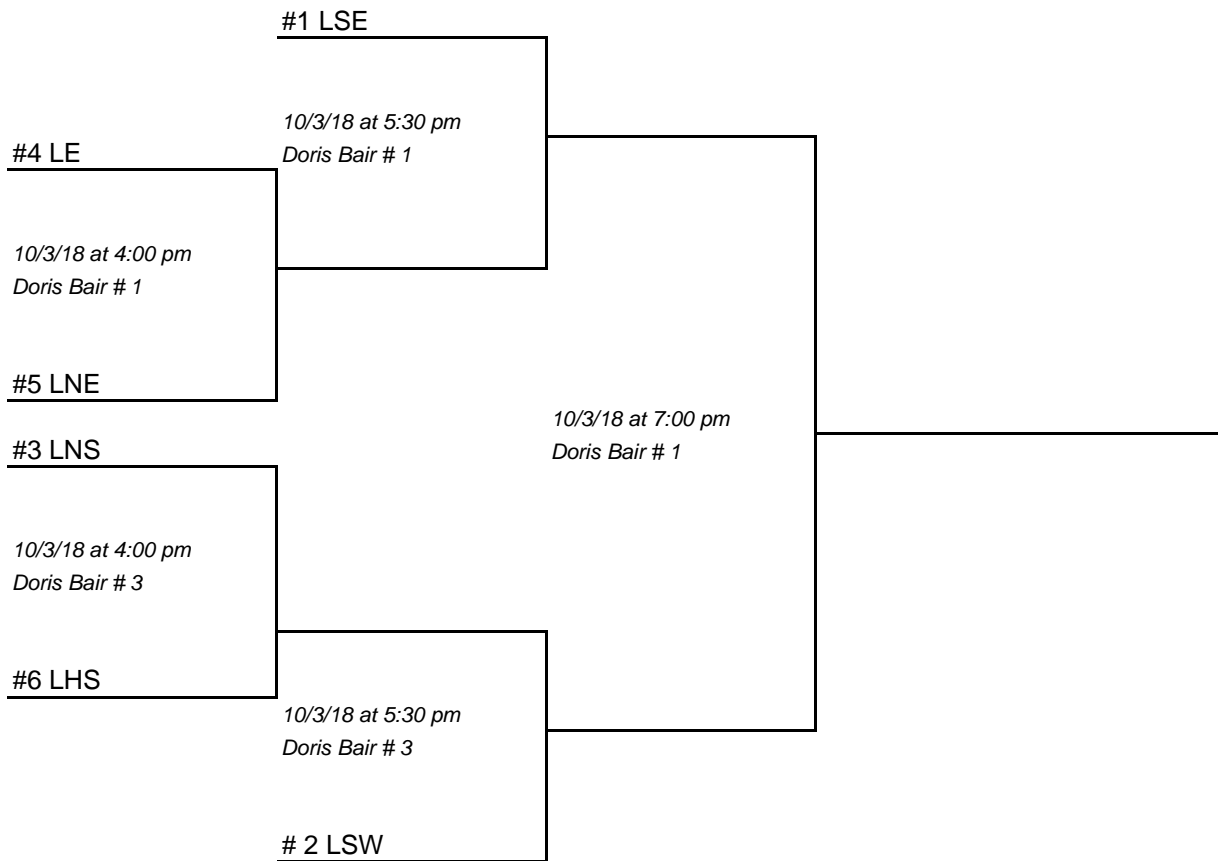 #1 LSE
10/3/18 at 5:30 pm
Doris Bair # 1
#4 LE
10/3/18 at 4:00 pm
Doris Bair # 1
#5 LNE
10/3/18 at 7:00 pm
Doris Bair # 1
#3 LNS
10/3/18 at 4:00 pm
Doris Bair # 3
#6 LHS
10/3/18 at 5:30 pm
Doris Bair # 3
# 2 LSW